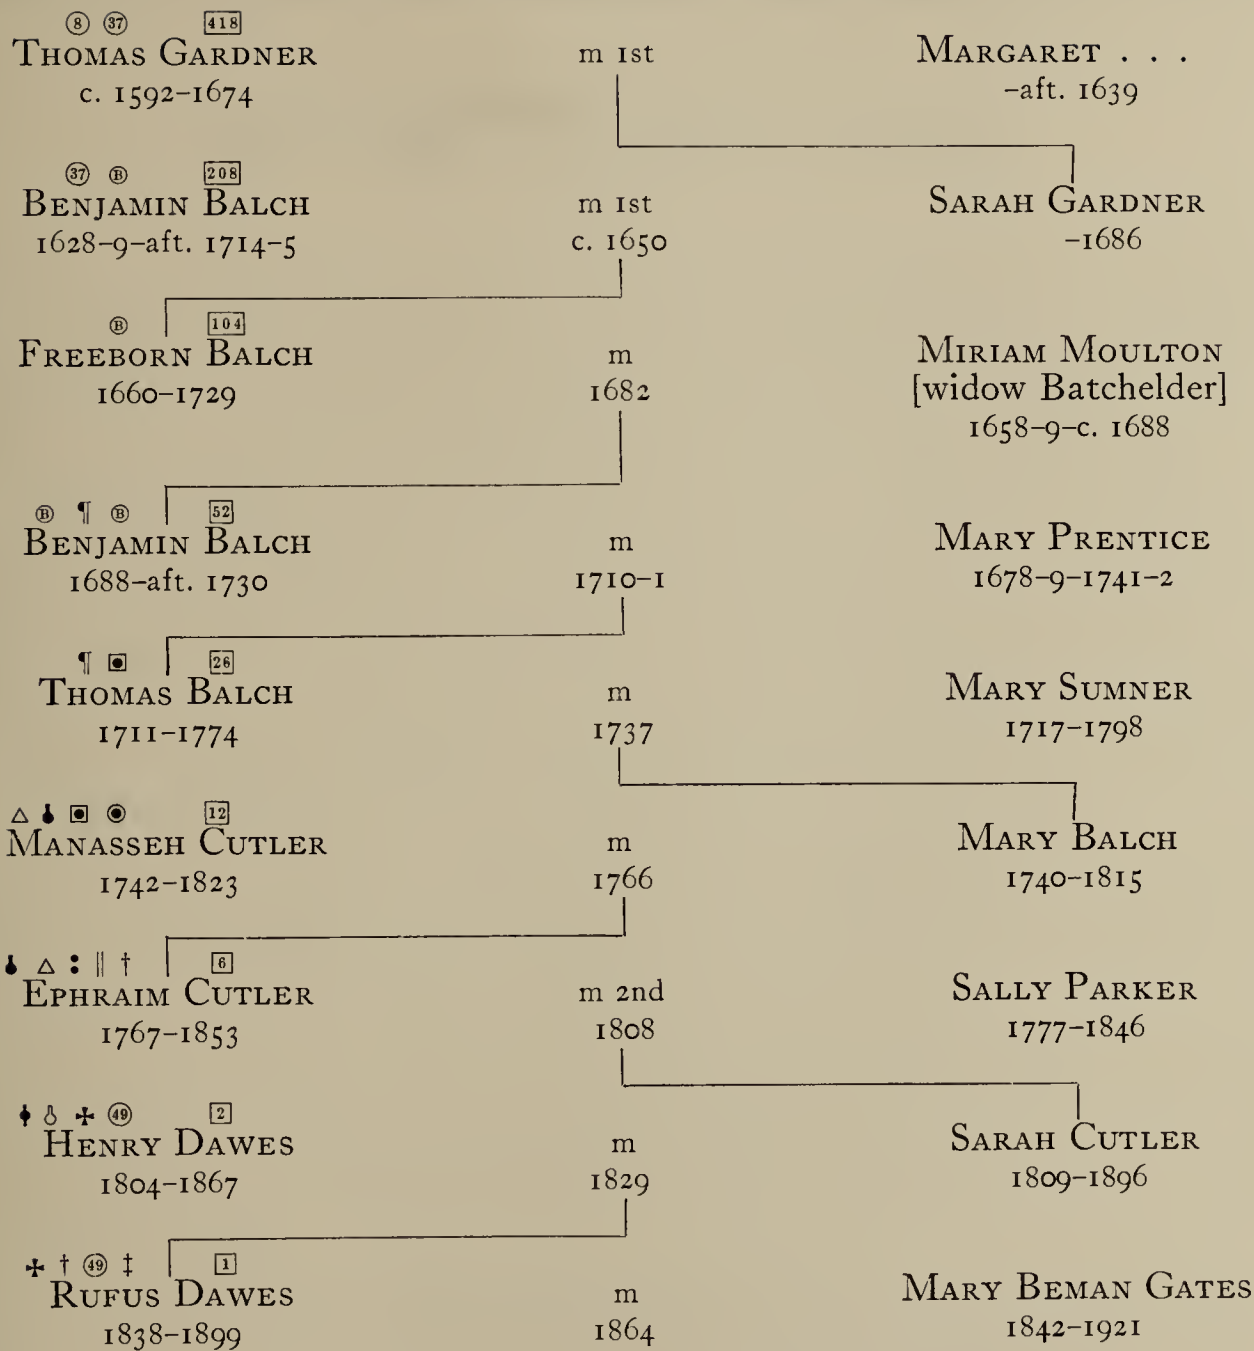 ⑧ ㊲ 418
THOMAS GARDNER m 1st MARGARET . . .
c. 1592–1674 –aft. 1639
㊲ Ⓑ 208
BENJAMIN BALCH m 1st SARAH GARDNER
1628–9–aft. 1714–5 c. 1650 –1686
Ⓑ 104
FREEBORN BALCH m MIRIAM MOULTON
1660–1729 1682 [widow Batchelder]
1658–9–c. 1688
Ⓑ ¶ Ⓑ 52
BENJAMIN BALCH m MARY PRENTICE
1688–aft. 1730 1710–1 1678–9–1741–2
¶ 26
THOMAS BALCH m MARY SUMNER
1711–1774 1737 1717–1798
△ 12
MANASSEH CUTLER m MARY BALCH
1742–1823 1766 1740–1815
△ : || † 6
EPHRAIM CUTLER m 2nd SALLY PARKER
1767–1853 1808 1777–1846
✠ ㊾ 2
HENRY DAWES m SARAH CUTLER
1804–1867 1829 1809–1896
✠ † ㊾ ‡ 1
RUFUS DAWES m MARY BEMAN GATES
1838–1899 1864 1842–1921